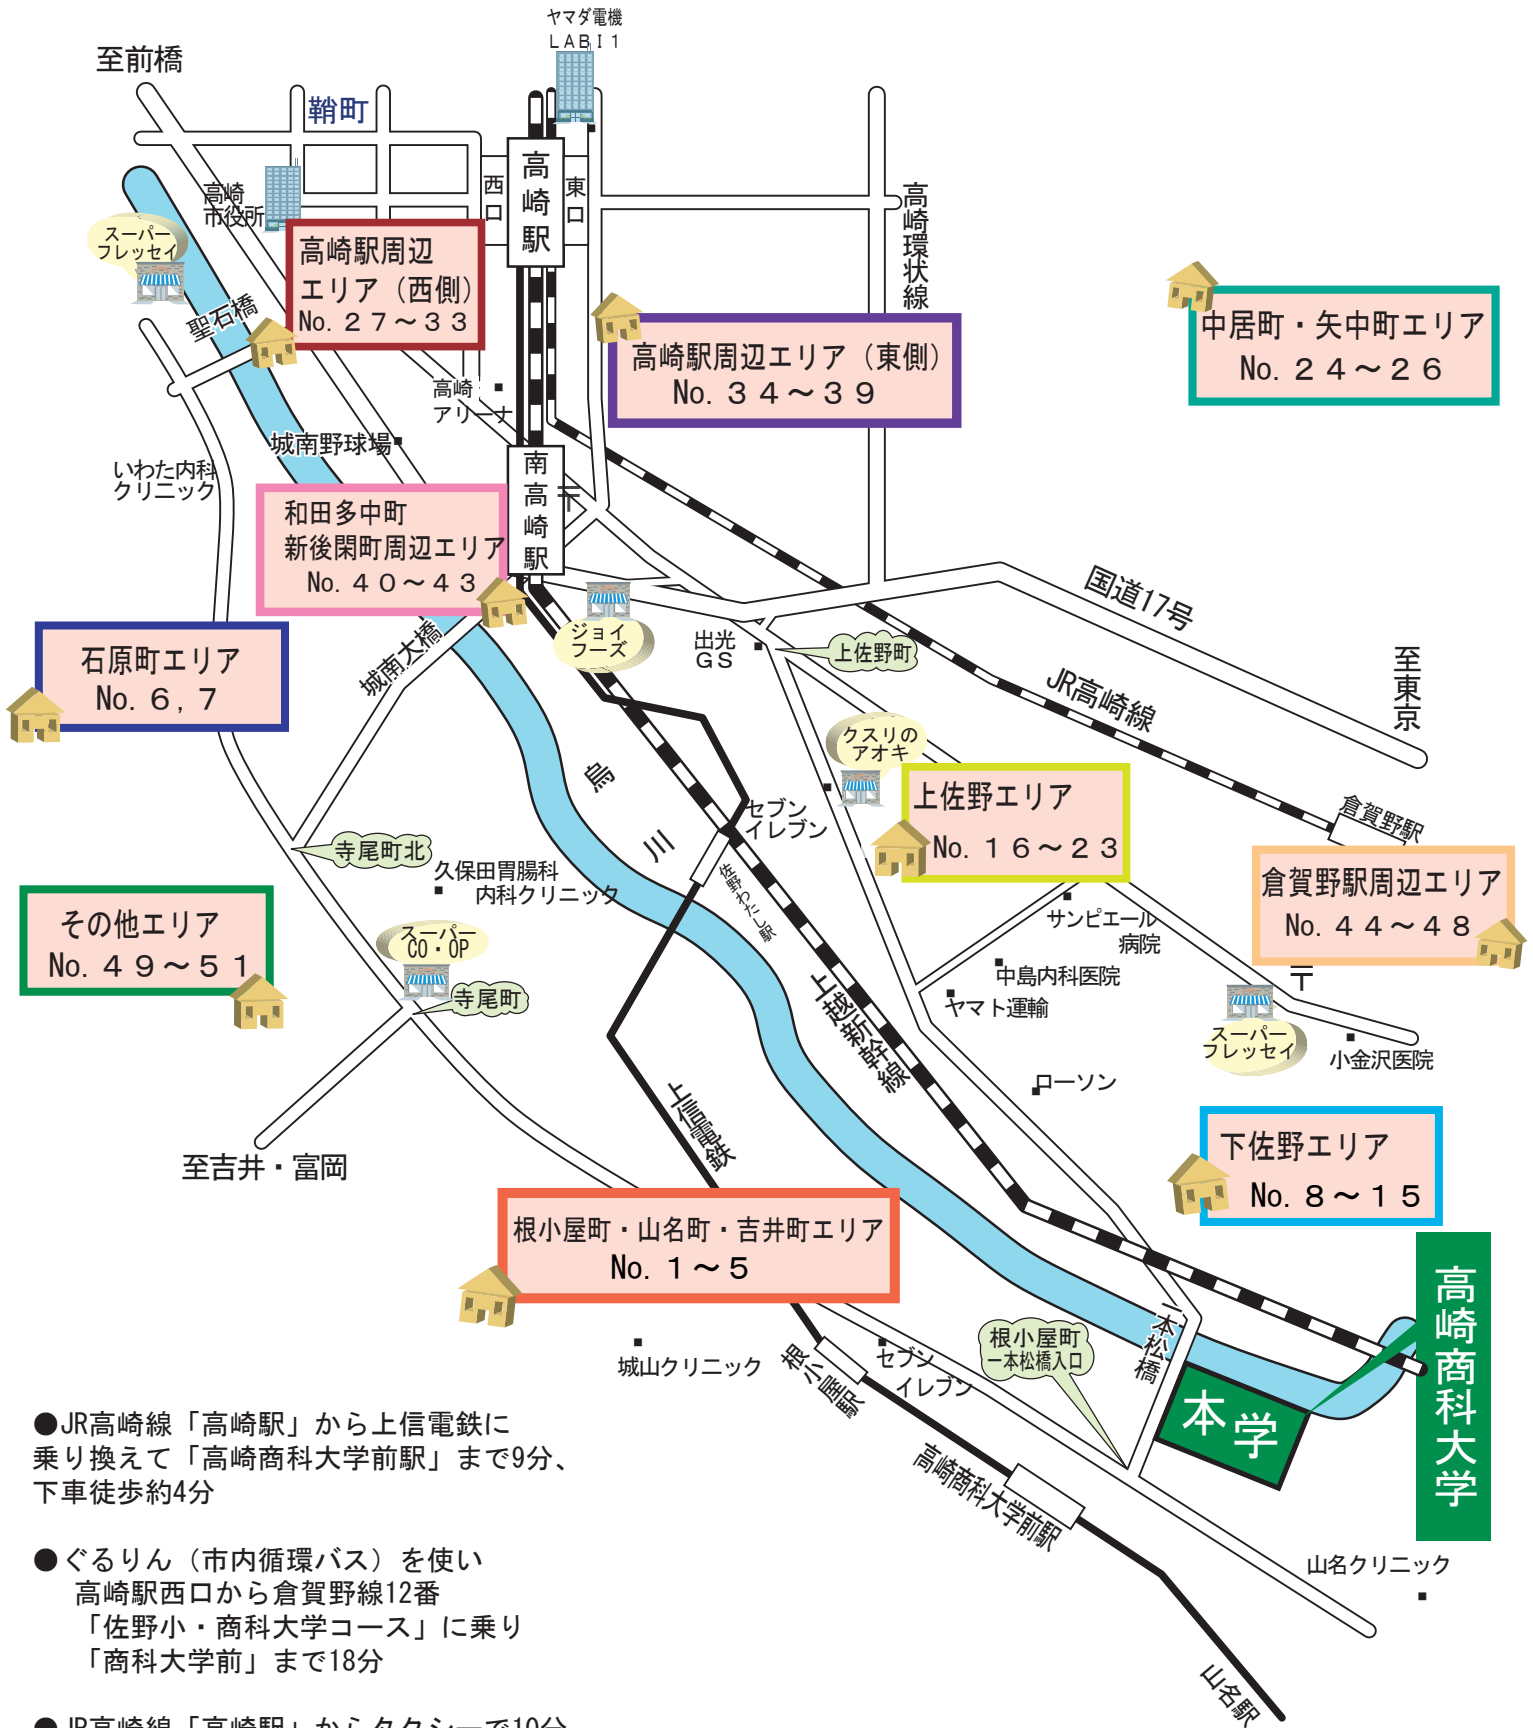 ヤマダ電機
ＬＡＢＩ１
至前橋
鞘町
高崎駅
西口
東口
高崎
市役所
高崎環状線
スーパー
フレッセイ
聖石橋
高崎駅周辺
エリア（西側）
No.２７～３３
高崎駅周辺エリア（東側）
No.３４～３９
中居町・矢中町エリア
No.２４～２６
高崎
アリーナ
城南野球場
いわた内科
クリニック
南高崎駅
〒
和田多中町
新後閑町周辺エリア
No.４０～４３
ジョイ
フーズ
出光
ＧＳ
上佐野町
国道17号
至東京
JR高崎線
石原町エリア
No.６,７
城南大橋
烏川
クスリの
アオキ
セブン
イレブン
上佐野エリア
No.１６～２３
倉賀野駅
寺尾町北
久保田胃腸科
内科クリニック
佐野わたし駅
サンピエール
病院
倉賀野駅周辺エリア
No.４４～４８
〒
その他エリア
No.４９～５１
スーパー
CO・OP
寺尾町
中島内科医院
ヤマト運輸
上越新幹線
スーパー
フレッセイ
小金沢医院
ローソン
上信電鉄
至吉井・富岡
下佐野エリア
No.８～１５
根小屋町・山名町・吉井町エリア
No.１～５
高崎商科大学
一本松橋
根小屋町
一本松橋入口
城山クリニック
根小屋駅
セブン
イレブン
本学
高崎商科大学前駅
山名クリニック
山名駅
●JR高崎線「高崎駅」から上信電鉄に
乗り換えて「高崎商科大学前駅」まで9分、
下車徒歩約4分
●ぐるりん（市内循環バス）を使い
高崎駅西口から倉賀野線12番
「佐野小・商科大学コース」に乗り
「商科大学前」まで18分
●JR高崎線「高崎駅」からタクシーで10分